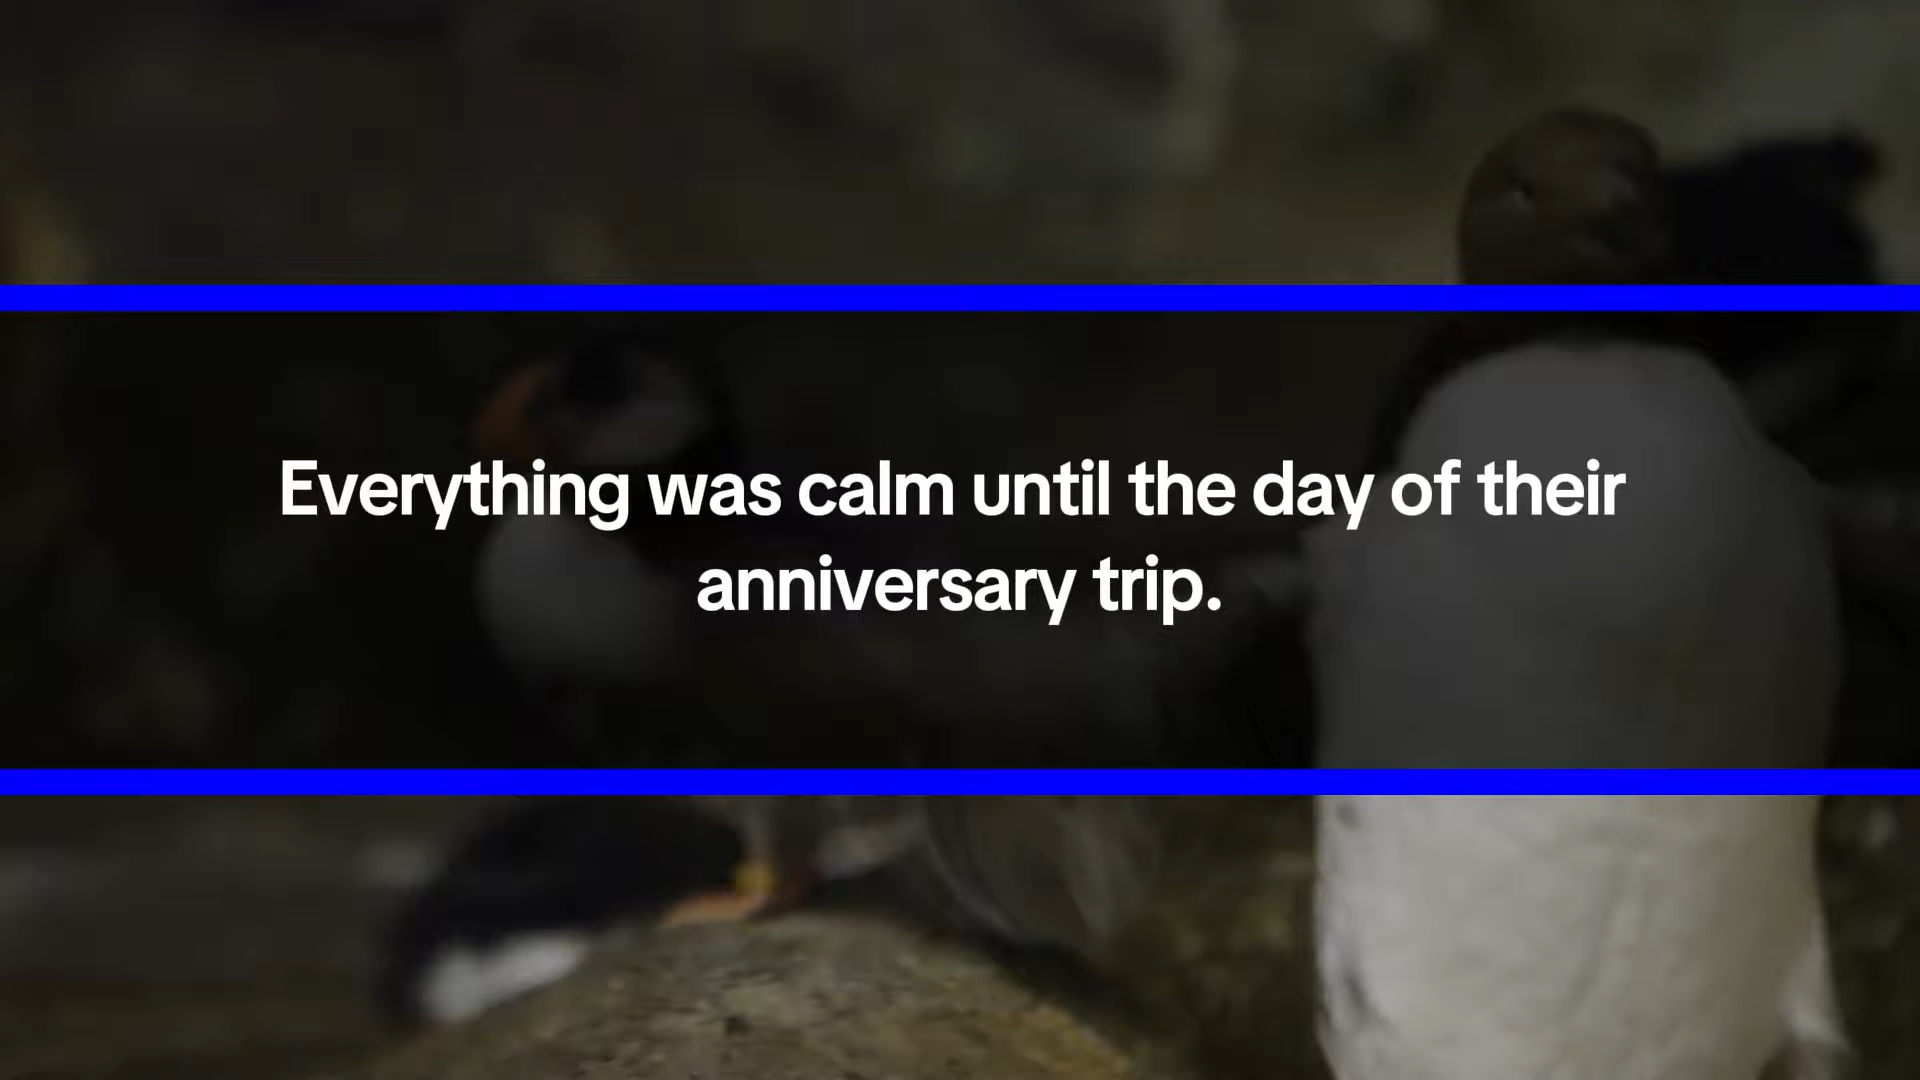 Everything was calm until the day of their
anniversary trip.